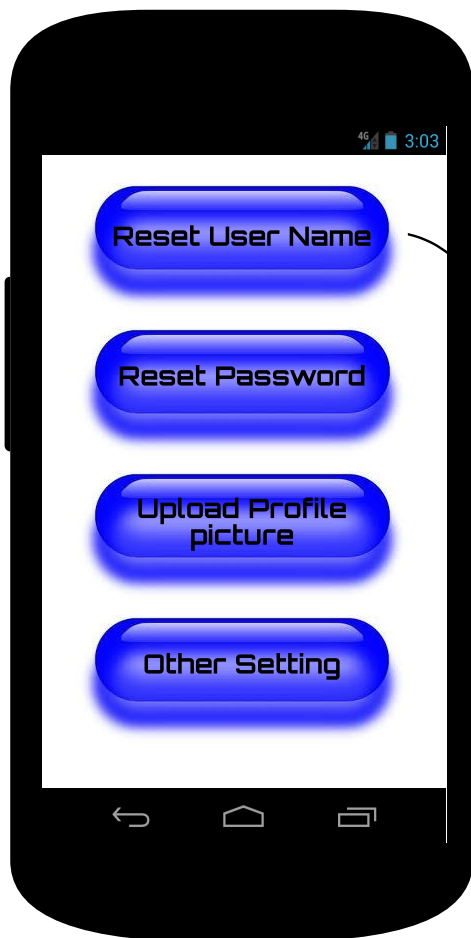 4G 3:03
Reset User Name
Reset Password
Upload Profile
picture
Other Setting